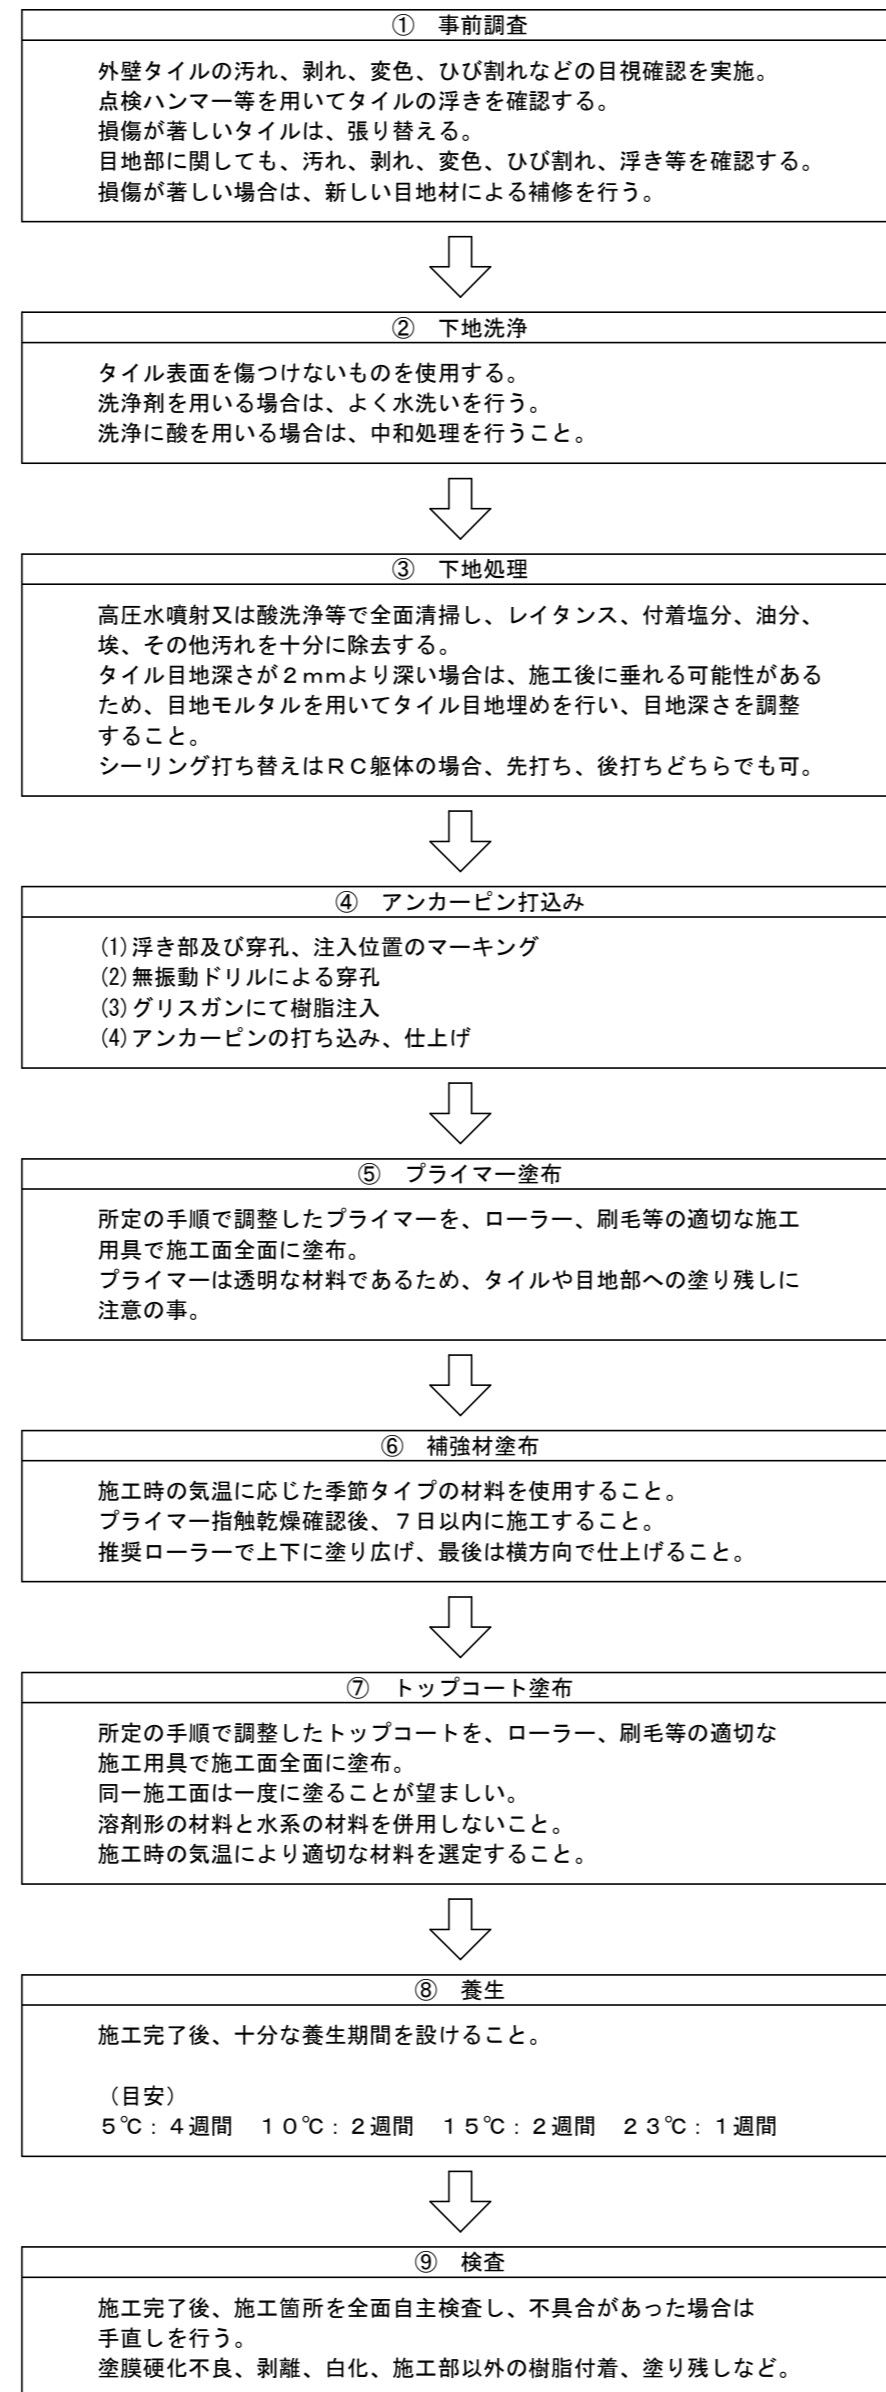 ① 事前調査
外壁タイルの汚れ、剥れ、変色、ひび割れなどの目視確認を実施。
点検ハンマー等を用いてタイルの浮きを確認する。
損傷が著しいタイルは、張り替える。
目地部に関しても、汚れ、剥れ、変色、ひび割れ、浮き等を確認する。
損傷が著しい場合は、新しい目地材による補修を行う。
② 下地洗浄
タイル表面を傷つけないものを使用する。
洗浄剤を用いる場合は、よく水洗いを行う。
洗浄に酸を用いる場合は、中和処理を行うこと。
③ 下地処理
高圧水噴射又は酸洗浄等で全面清掃し、レイタンス、付着塩分、油分、
埃、その他汚れを十分に除去する。
タイル目地深さが２ｍｍより深い場合は、施工後に垂れる可能性がある
ため、目地モルタルを用いてタイル目地埋めを行い、目地深さを調整
すること。
シーリング打ち替えはＲＣ躯体の場合、先打ち、後打ちどちらでも可。
④ アンカーピン打込み
(1)浮き部及び穿孔、注入位置のマーキング
(2)無振動ドリルによる穿孔
(3)グリスガンにて樹脂注入
(4)アンカーピンの打ち込み、仕上げ
⑤ プライマー塗布
所定の手順で調整したプライマーを、ローラー、刷毛等の適切な施工
用具で施工面全面に塗布。
プライマーは透明な材料であるため、タイルや目地部への塗り残しに
注意の事。
⑥ 補強材塗布
施工時の気温に応じた季節タイプの材料を使用すること。
プライマー指触乾燥確認後、７日以内に施工すること。
推奨ローラーで上下に塗り広げ、最後は横方向で仕上げること。
⑦ トップコート塗布
所定の手順で調整したトップコートを、ローラー、刷毛等の適切な
施工用具で施工面全面に塗布。
同一施工面は一度に塗ることが望ましい。
溶剤形の材料と水系の材料を併用しないこと。
施工時の気温により適切な材料を選定すること。
⑧ 養生
施工完了後、十分な養生期間を設けること。
（目安）
５℃：４週間 １０℃：２週間 １５℃：２週間 ２３℃：１週間
⑨ 検査
施工完了後、施工箇所を全面自主検査し、不具合があった場合は
手直しを行う。
塗膜硬化不良、剥離、白化、施工部以外の樹脂付着、塗り残しなど。